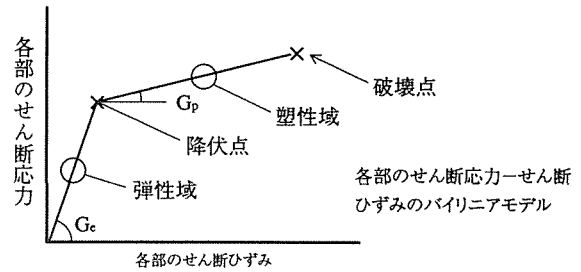 各部のせん断応力
破壊点
Gp
塑性域
降伏点
弾性域
各部のせん断応力ーせん断
ひずみのバイリニアモデル
Ge
各部のせん断ひずみ